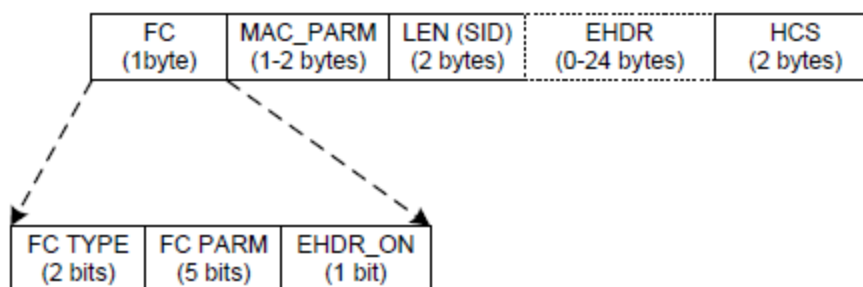 FC MAC_PARM LEN (SID) EHDR HCS
(1byte) (1-2 bytes) (2 bytes) (0-24 bytes) (2 bytes)
FC TYPE FC PARM EHDR_ON
(2 bits) (5 bits) (1 bit)